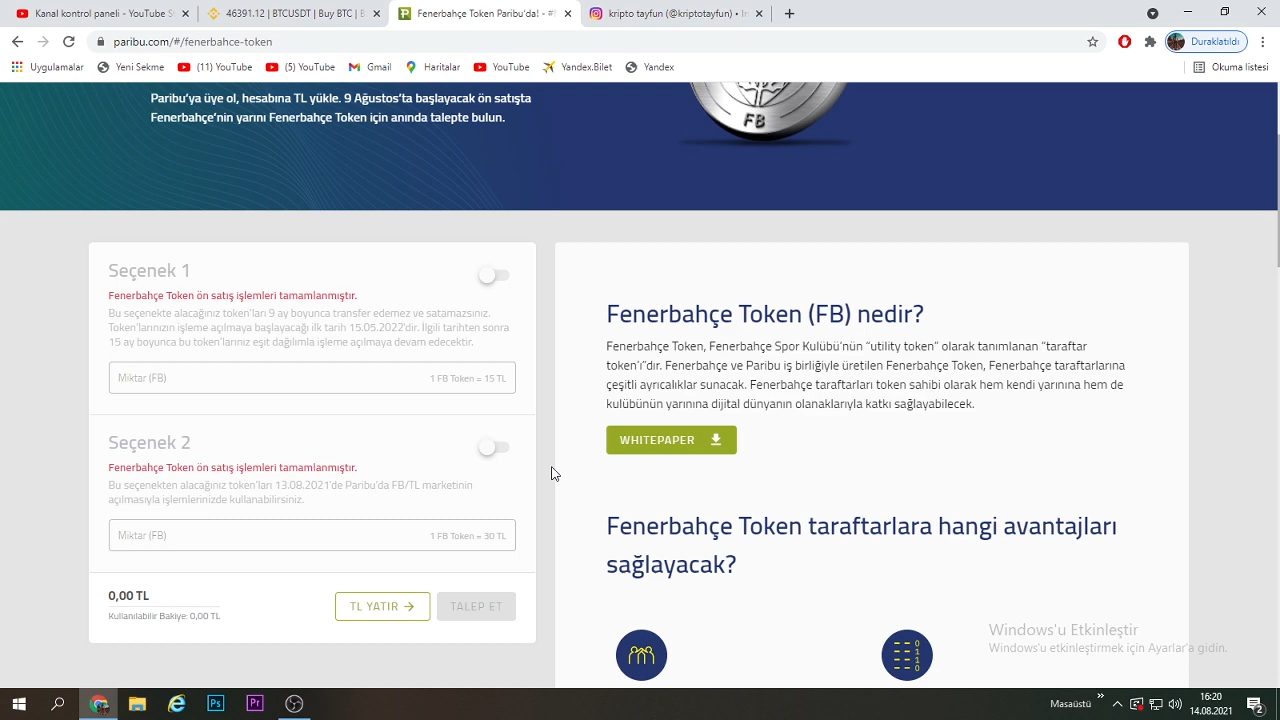 Kanal içerikleri - YouTube S
46391.12 | BTCUSDT | Buy BTC | B
Fenerbahçe Token Paribu'da! - #
kripto tayfun (@kriptotayfun) • In
paribu.com/#/fenerbahce-token
Duraklatıldı
Uygulamalar
Yeni Sekme
(11) YouTube
(5) YouTube
Gmail
Haritalar
YouTube
Yandex.Bilet
Yandex
Okuma listesi
Paribu'ya üye ol, hesabına TL yükle. 9 Ağustos'ta başlayacak ön satışta
Fenerbahçe'nin yarını Fenerbahçe Token için anında talepte bulun.
FB
Seçenek 1
Fenerbahçe Token ön satış işlemleri tamamlanmıştır.
Bu seçenekte alacağınız token'ları 9 ay boyunca transfer edemez ve satamazsınız.
Token'larınızın işleme açılmaya başlayacağı ilk tarih 15.05.2022'dir. İlgili tarihten sonra
15 ay boyunca bu token'larınız eşit dağılımla işleme açılmaya devam edecektir.
Miktar (FB)
1 FB Token = 15 TL
Seçenek 2
Fenerbahçe Token ön satış işlemleri tamamlanmıştır.
Bu seçenekten alacağınız token'ları 13.08.2021'de Paribu'da FB/TL marketinin
açılmasıyla işlemlerinizde kullanabilirsiniz.
Miktar (FB)
1 FB Token = 30 TL
0,00 TL
Kullanılabilir Bakiye: 0,00 TL
TL YATIR
TALEP ET
Fenerbahçe Token (FB) nedir?
Fenerbahçe Token, Fenerbahçe Spor Kulübü'nün "utility token" olarak tanımlanan "taraftar
token'ı"dır. Fenerbahçe ve Paribu iş birliğiyle üretilen Fenerbahçe Token, Fenerbahçe taraftarlarına
çeşitli ayrıcalıklar sunacak. Fenerbahçe taraftarları token sahibi olarak hem kendi yarınına hem de
kulübünün yarınına dijital dünyanın olanaklarıyla katkı sağlayabilecek.
WHITEPAPER
Fenerbahçe Token taraftarlara hangi avantajları
sağlayacak?
Windows'u Etkinleştir
Windows'u etkinleştirmek için Ayarlar'a gidin.
Masaüstü
16:20
14.08.2021
2